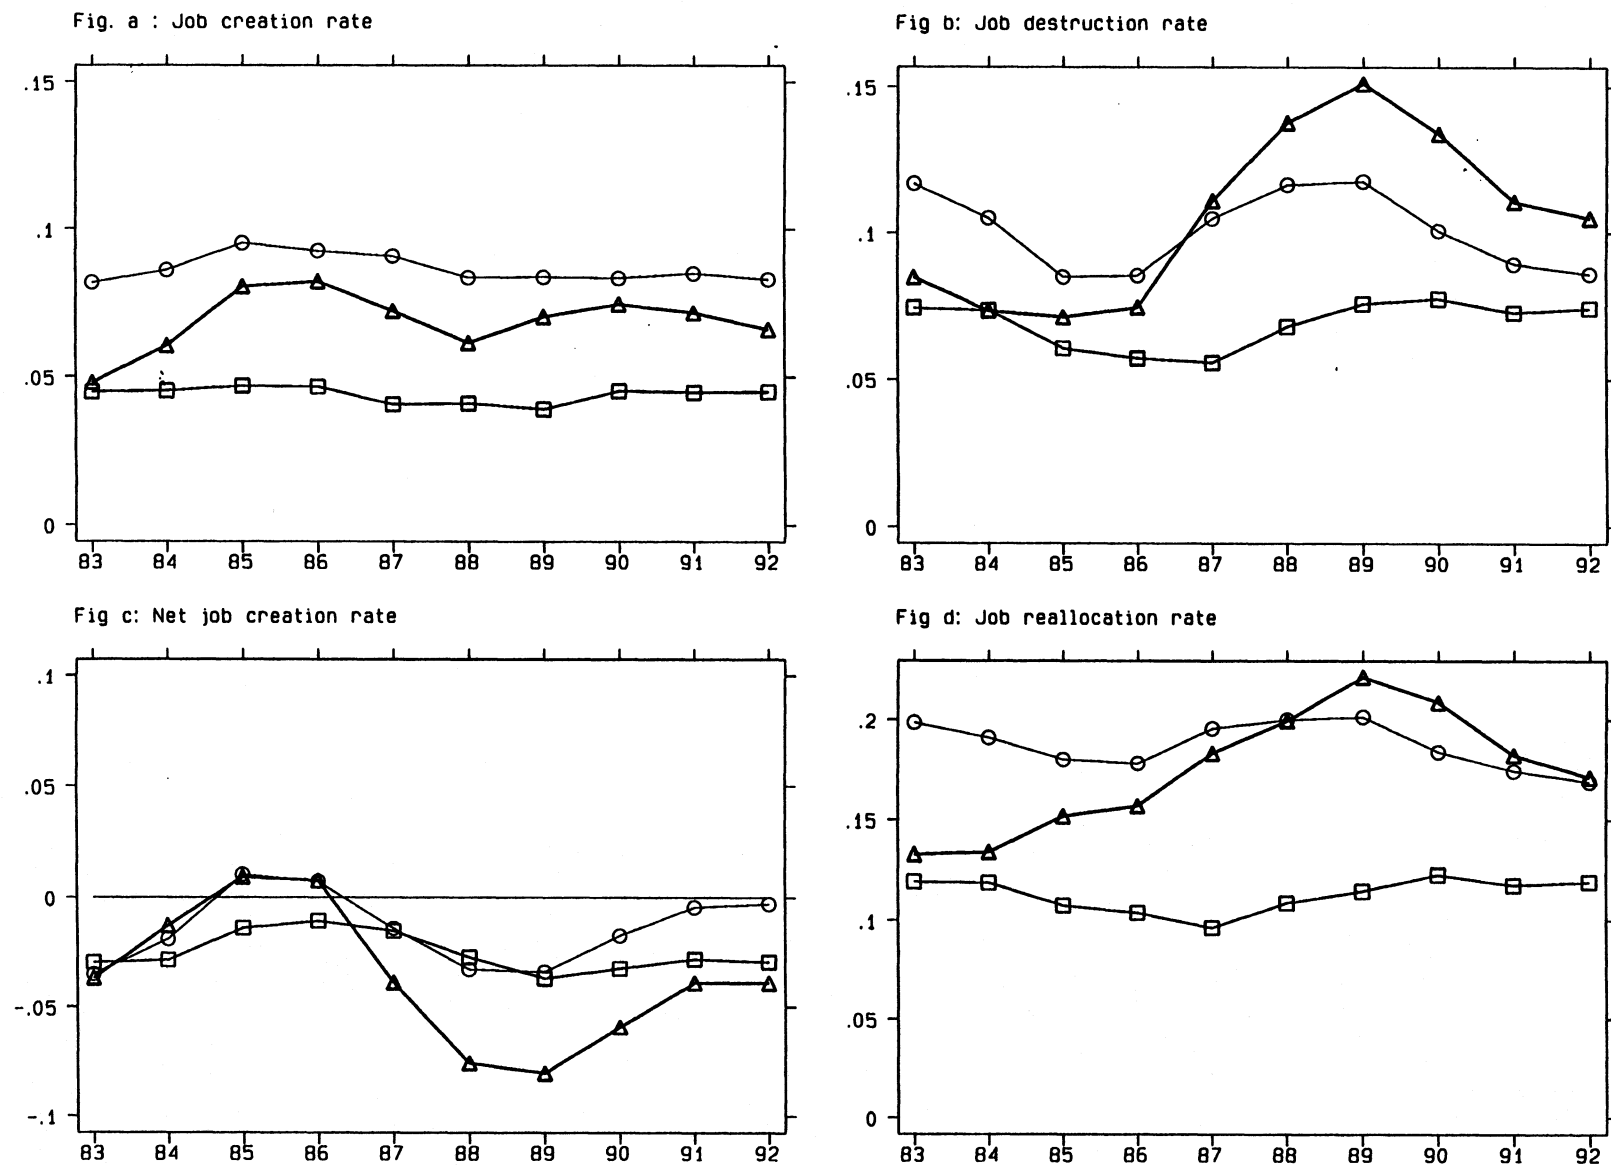 Fig. a : Job creation rate
.15
.1
.05
0
83 84 85 86 87 88 89 90 91 92
Fig b: Job destruction rate
.15
.1
.05
0
83 84 85 86 87 88 89 90 91 92
Fig c: Net job creation rate
.1
.05
0
-.05
-.1
83 84 85 86 87 88 89 90 91 92
Fig d: Job reallocation rate
.2
.15
.1
.05
0
83 84 85 86 87 88 89 90 91 92